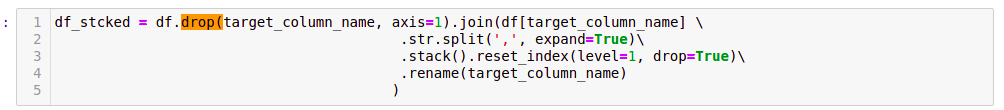 : 1 df_stcked = df.drop(target_column_name, axis=1).join(df[target_column_name] \
2 .str.split(',', expand=True)\
3 .stack().reset_index(level=1, drop=True)\
4 .rename(target_column_name)
5 )